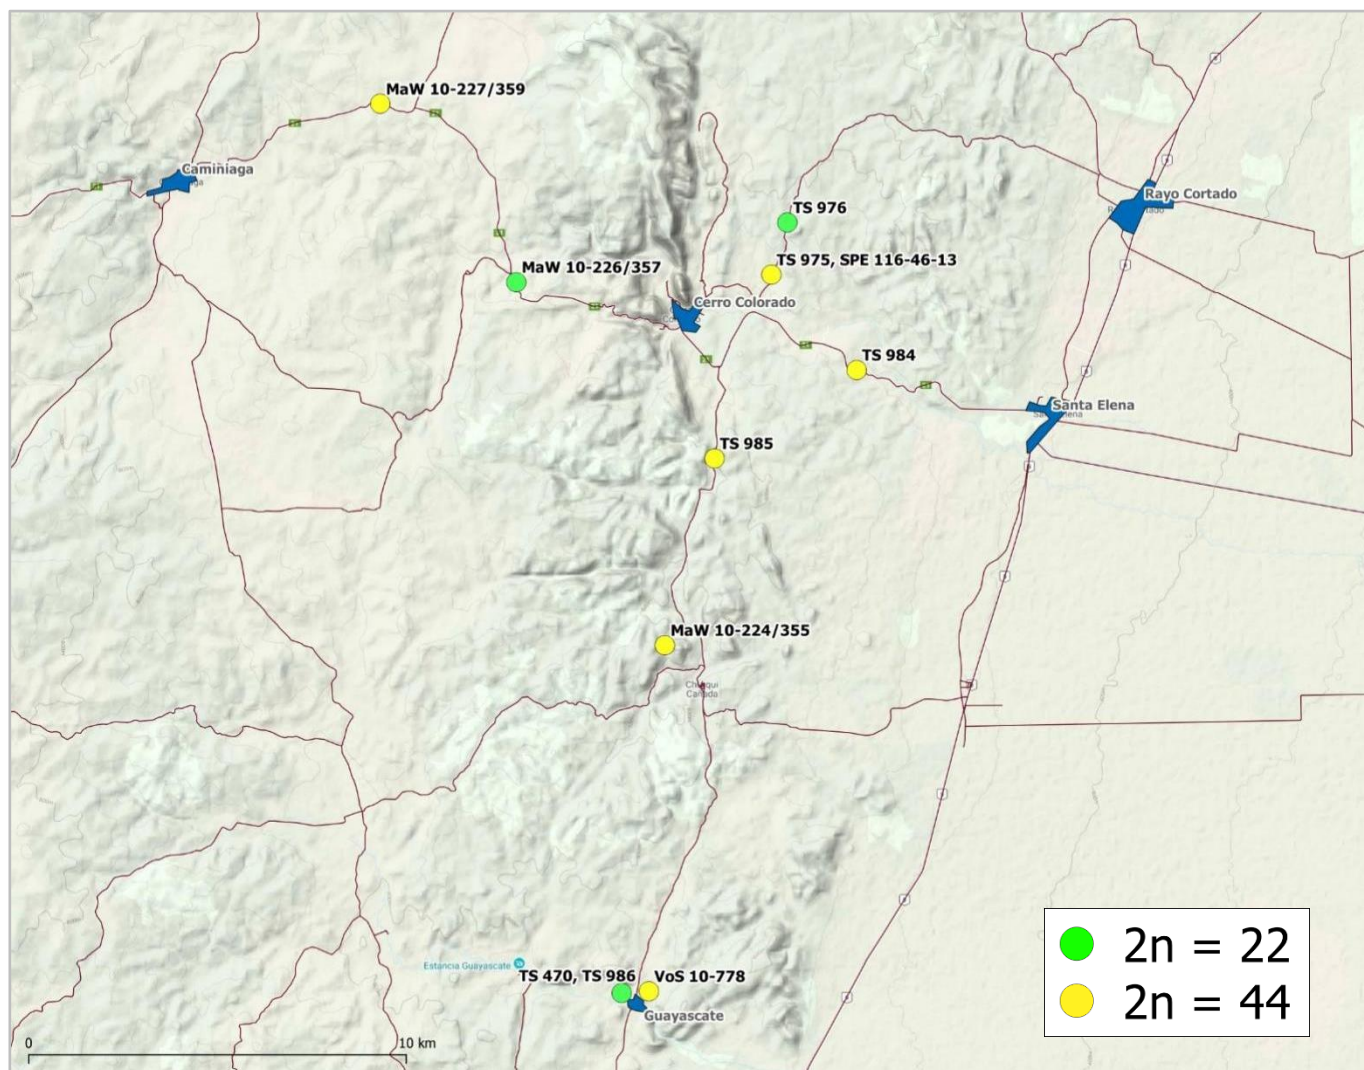 MaW 10-227/359
Caminiaga
TS 976
Rayo Cortado
MaW 10-226/357
TS 975, SPE 116-46-13
Cerro Colorado
TS 984
Santa Elena
TS 985
MaW 10-224/355
Estancia Guayascate
TS 470, TS 986
VoS 10-778
Guayascate
2n = 22
2n = 44
0
10 km